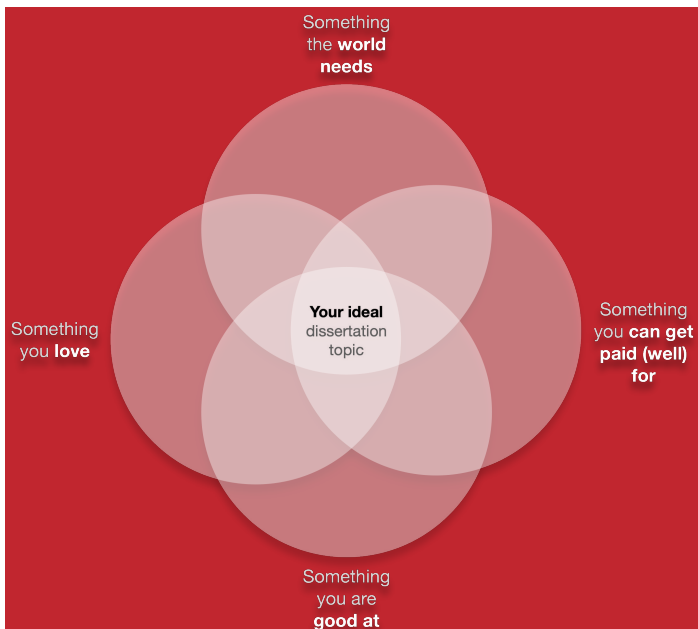 Something
the world
needs
Your ideal
dissertation
topic
Something
you love
Something
you can get
paid (well)
for
Something
you are
good at